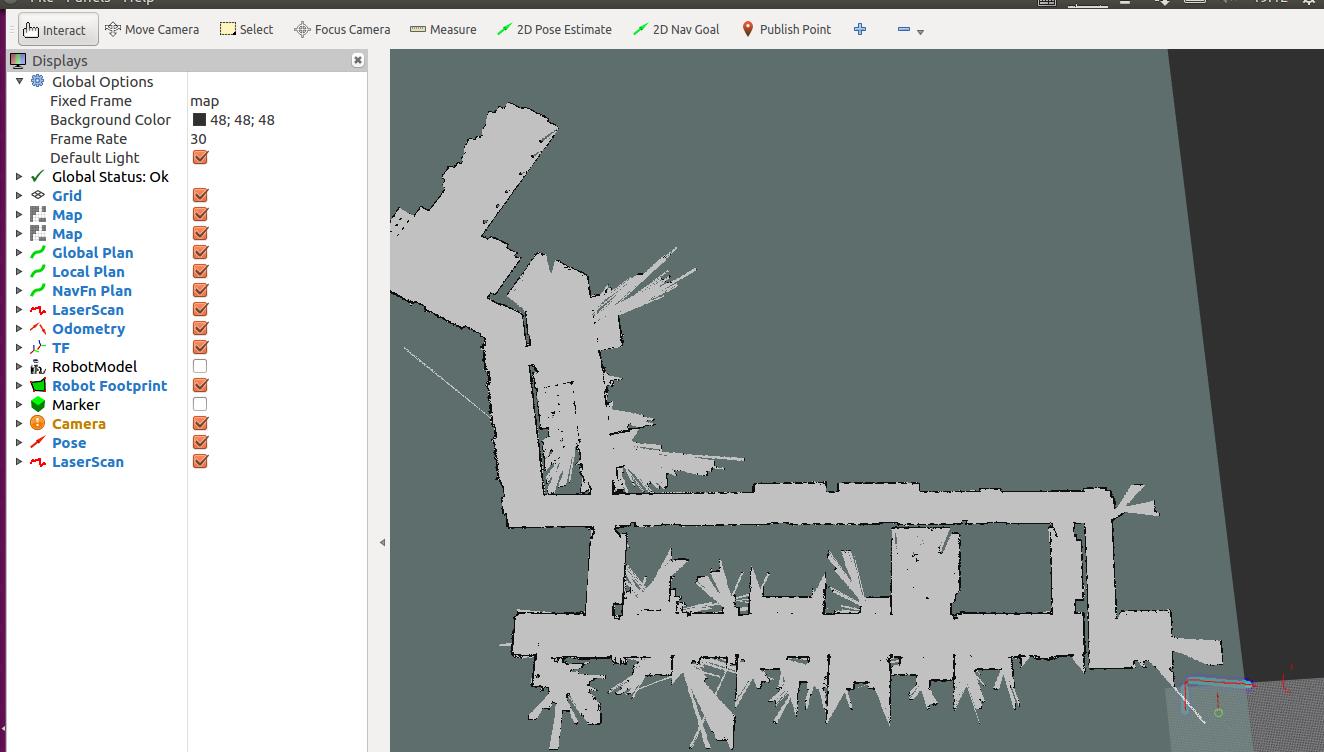 Interact Move Camera Select Focus Camera Measure 2D Pose Estimate 2D Nav Goal Publish Point
Displays
Global Options
Fixed Frame map
Background Color 48; 48; 48
Frame Rate 30
Default Light
Global Status: Ok
Grid
Map
Map
Global Plan
Local Plan
NavFn Plan
LaserScan
Odometry
TF
RobotModel
Robot Footprint
Marker
Camera
Pose
LaserScan